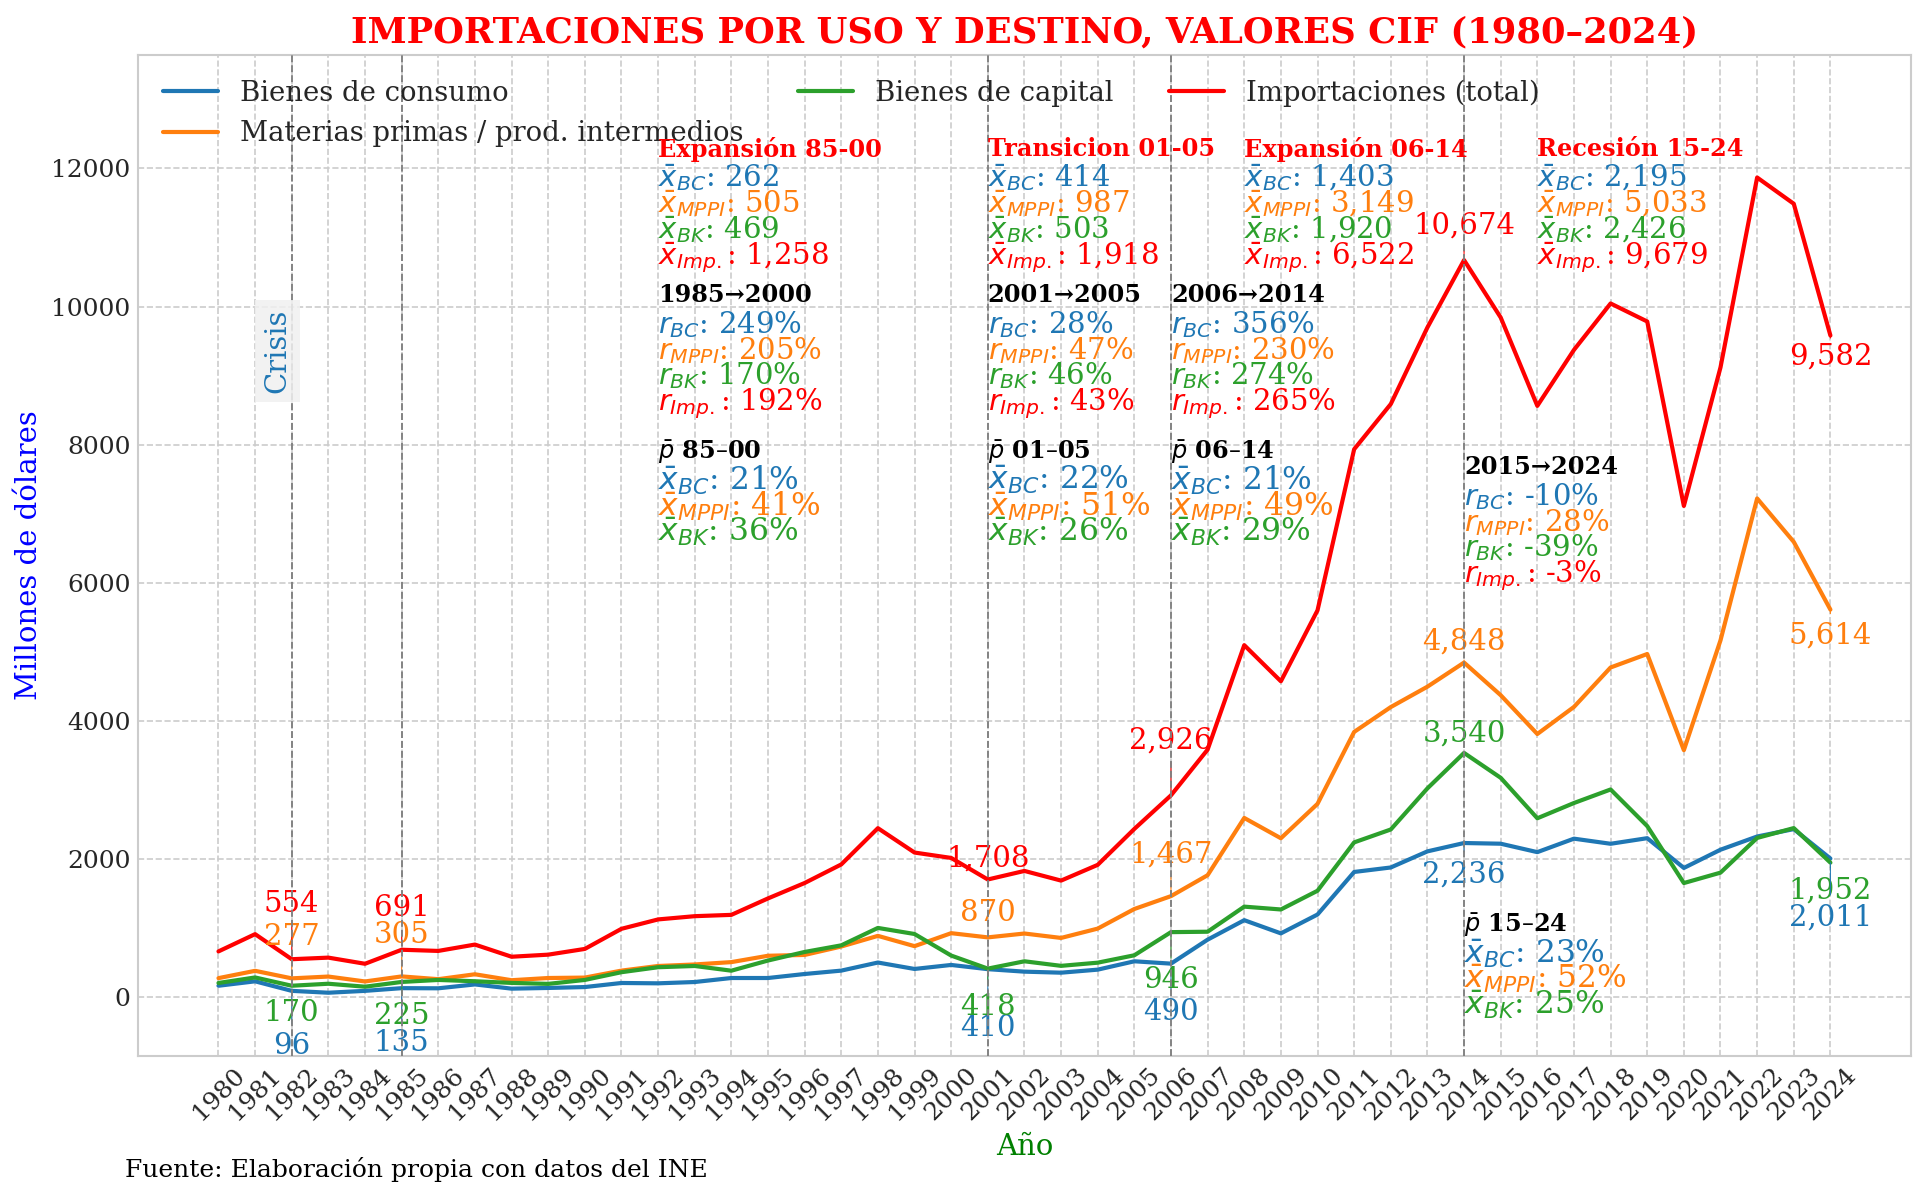 IMPORTACIONES POR USO Y DESTINO, VALORES CIF (1980–2024)
Bienes de consumo
Materias primas / prod. intermedios
Bienes de capital
Importaciones (total)
Millones de dólares
12000
10000
8000
6000
4000
2000
0
Crisis
Expansión 85-00
x̄BC: 262
x̄MPPI: 505
x̄BK: 469
x̄Imp.: 1,258
1985→2000
rBC: 249%
rMPPI: 205%
rBK: 170%
rImp.: 192%
p̄ 85–00
x̄BC: 21%
x̄MPPI: 41%
x̄BK: 36%
Transicion 01-05
x̄BC: 414
x̄MPPI: 987
x̄BK: 503
x̄Imp.: 1,918
2001→2005
rBC: 28%
rMPPI: 47%
rBK: 46%
rImp.: 43%
p̄ 01–05
x̄BC: 22%
x̄MPPI: 51%
x̄BK: 26%
Expansión 06-14
x̄BC: 1,403
x̄MPPI: 3,149
x̄BK: 1,920
x̄Imp.: 6,522
2006→2014
rBC: 356%
rMPPI: 230%
rBK: 274%
rImp.: 265%
p̄ 06–14
x̄BC: 21%
x̄MPPI: 49%
x̄BK: 29%
Recesión 15-24
x̄BC: 2,195
x̄MPPI: 5,033
x̄BK: 2,426
x̄Imp.: 9,679
2015→2024
rBC: -10%
rMPPI: 28%
rBK: -39%
rImp.: -3%
p̄ 15–24
x̄BC: 23%
x̄MPPI: 52%
x̄BK: 25%
554
277
170
96
691
305
225
135
1,708
870
418
410
2,926
1,467
946
490
10,674
4,848
3,540
2,236
9,582
5,614
1,952
2,011
1980
1981
1982
1983
1984
1985
1986
1987
1988
1989
1990
1991
1992
1993
1994
1995
1996
1997
1998
1999
2000
2001
2002
2003
2004
2005
2006
2007
2008
2009
2010
2011
2012
2013
2014
2015
2016
2017
2018
2019
2020
2021
2022
2023
2024
Año
Fuente: Elaboración propia con datos del INE